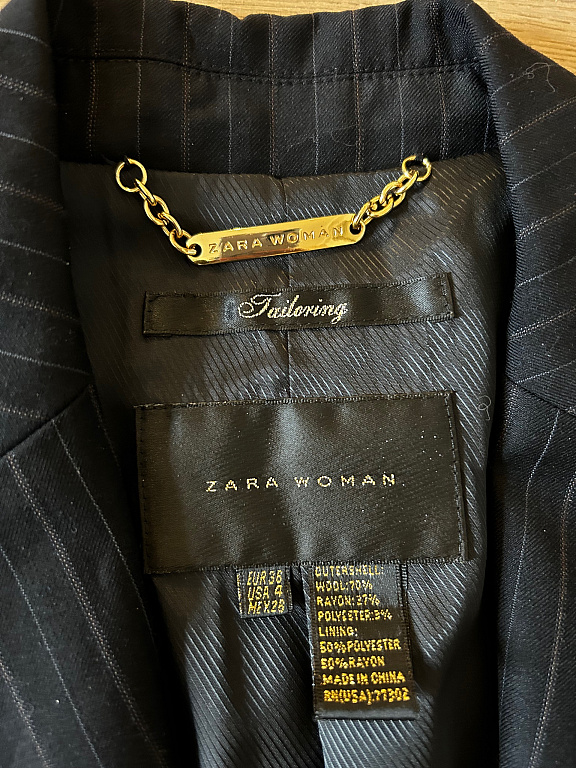 ZARA WOMAN
Tailoring
ZARA WOMAN
EUR 38
USA 4
MEX 28
OUTERSHELL:
WOOL:70%
RAYON:27%
POLYESTER:3%
LINING:
50%POLYESTER
50%RAYON
MADE IN CHINA
RN(USA):77302